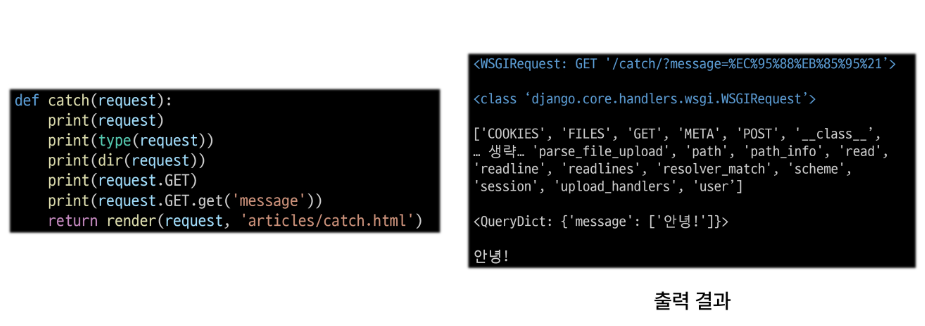 def catch(request):
    print(request)
    print(type(request))
    print(dir(request))
    print(request.GET)
    print(request.GET.get('message'))
    return render(request, 'articles/catch.html')
<WSGIRequest: GET '/catch/?message=%EC%95%88%EB%85%95%21'>
<class ‘django.core.handlers.wsgi.WSGIRequest’>
['COOKIES', 'FILES', 'GET', 'META', 'POST', '__class__',
… 생략… 'parse_file_upload', 'path', 'path_info', 'read',
'readline', 'readlines', 'resolver_match', 'scheme',
'session', 'upload_handlers', 'user’]
<QueryDict: {'message': ['안녕!']}>
안녕!
출력 결과